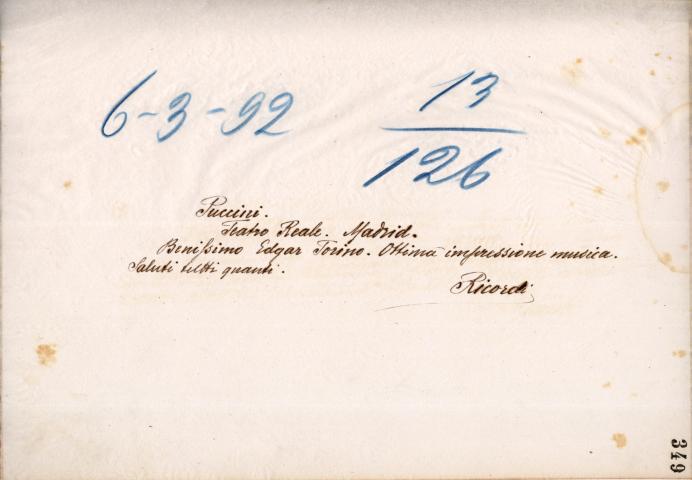 6-3-92
13
126
Puccini.
Teatro Reale. Madrid.
Benissimo Edgar Torino. Ottima impressione musica.
Saluti tutti quanti.
Ricordi
349